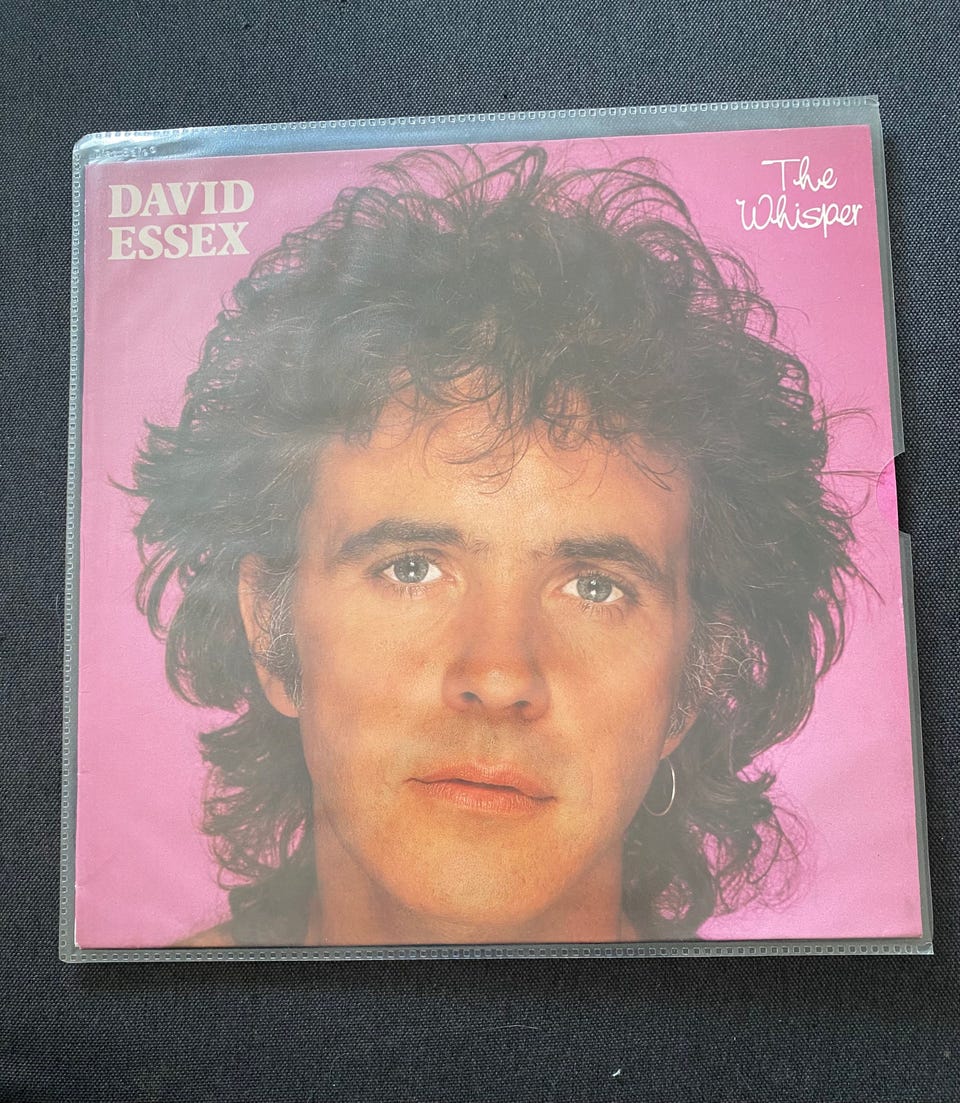 DAVID
ESSEX
The
Whisper